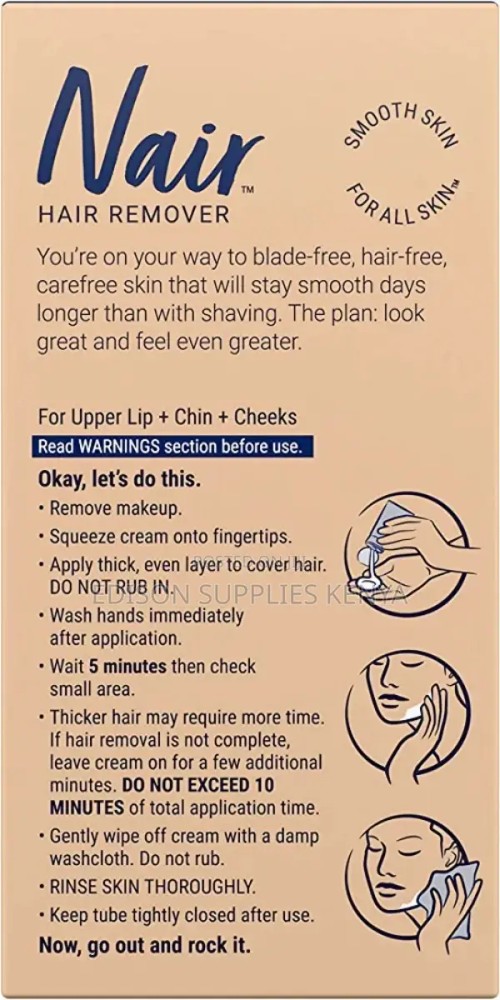 Nair™
HAIR REMOVER
SMOOTH SKIN
FOR ALL SKIN™
You're on your way to blade-free, hair-free,
carefree skin that will stay smooth days
longer than with shaving. The plan: look
great and feel even greater.
For Upper Lip + Chin + Cheeks
Read WARNINGS section before use.
Okay, let's do this.
• Remove makeup.
• Squeeze cream onto fingertips.
• Apply thick, even layer to cover hair.
DO NOT RUB IN.
POSTED ON JIJI
EDISON SUPPLIES KENYA
• Wash hands immediately
after application.
• Wait 5 minutes then check
small area.
• Thicker hair may require more time.
If hair removal is not complete,
leave cream on for a few additional
minutes. DO NOT EXCEED 10
MINUTES of total application time.
• Gently wipe off cream with a damp
washcloth. Do not rub.
• RINSE SKIN THOROUGHLY.
• Keep tube tightly closed after use.
Now, go out and rock it.